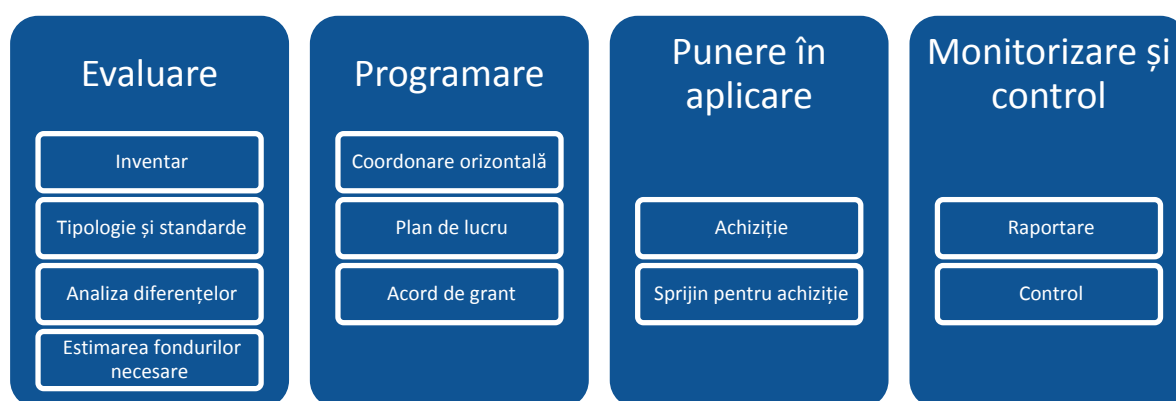 Evaluare
Inventar
Tipologie și standarde
Analiza diferențelor
Estimarea fondurilor
necesare
Programare
Coordonare orizontală
Plan de lucru
Acord de grant
Punere în
aplicare
Achiziție
Sprijin pentru achiziție
Monitorizare și
control
Raportare
Control